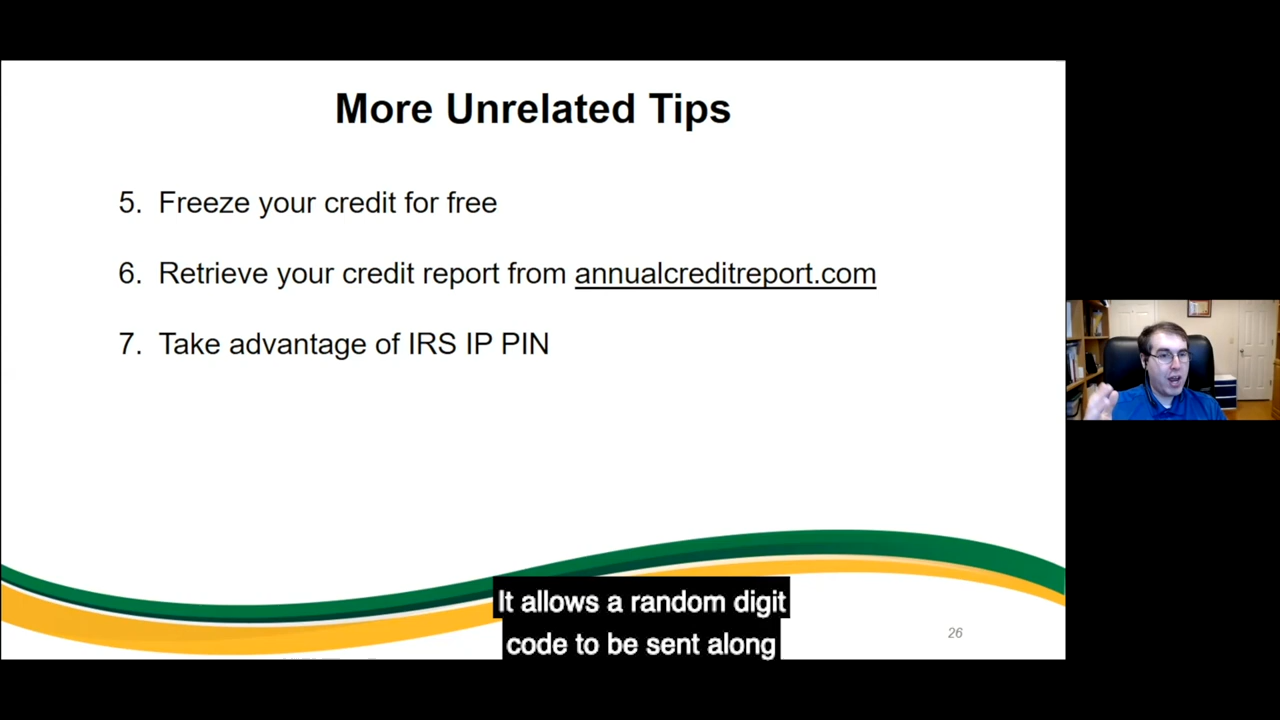 More Unrelated Tips
5. Freeze your credit for free
6. Retrieve your credit report from annualcreditreport.com
7. Take advantage of IRS IP PIN
It allows a random digit
code to be sent along
26